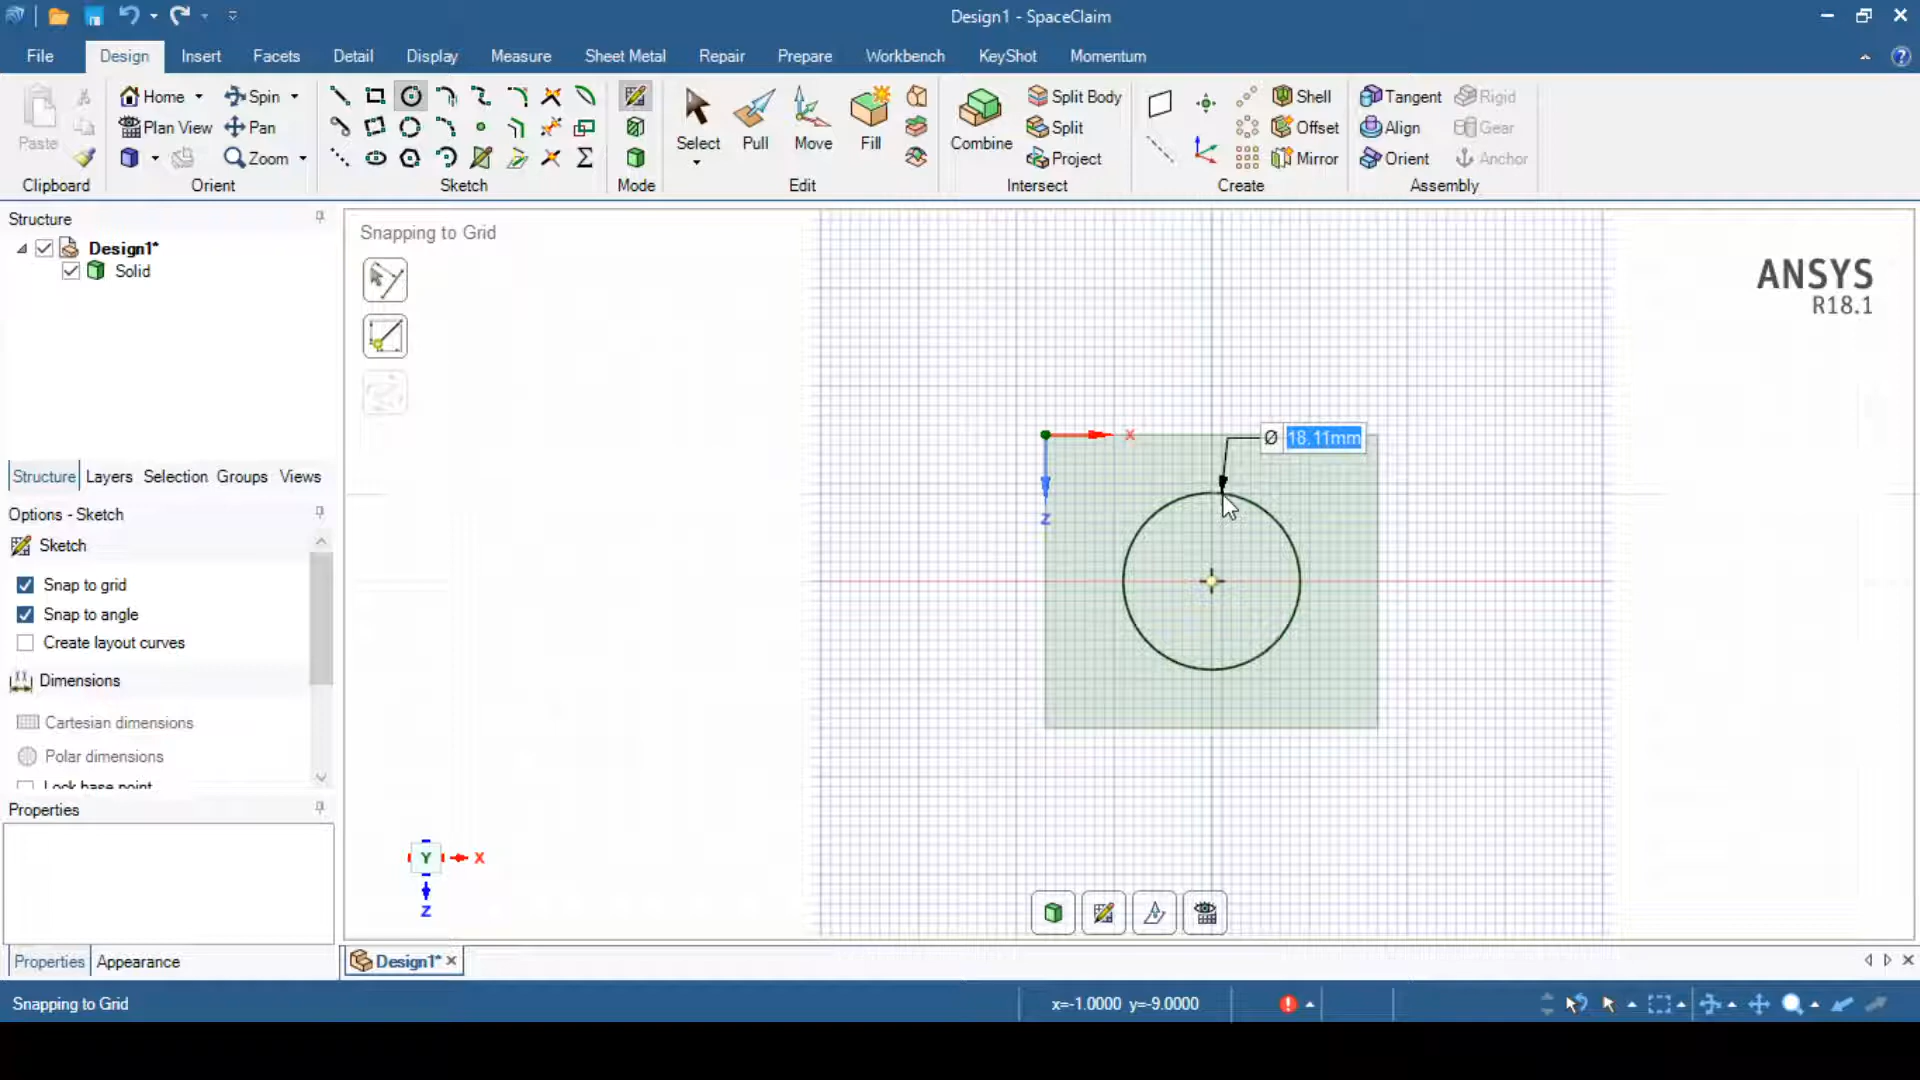 Design1 - SpaceClaim
File Design Insert Facets Detail Display Measure Sheet Metal Repair Prepare Workbench KeyShot Momentum
Paste
Clipboard
Home Spin
Plan View Pan
Zoom
Orient
Sketch
Mode
Select Pull Move Fill
Edit
Combine
Split Body
Split
Project
Intersect
Shell
Offset
Mirror
Create
Tangent Rigid
Align Gear
Orient Anchor
Assembly
Structure
Design1*
Solid
Structure Layers Selection Groups Views
Options - Sketch
Sketch
Snap to grid
Snap to angle
Create layout curves
Dimensions
Cartesian dimensions
Polar dimensions
Lock base point
Properties
Properties Appearance
Snapping to Grid
ANSYS
R18.1
X
Z
Ø 18.11mm
Y X
Z
Design1*
Snapping to Grid
x=-1.0000 y=-9.0000